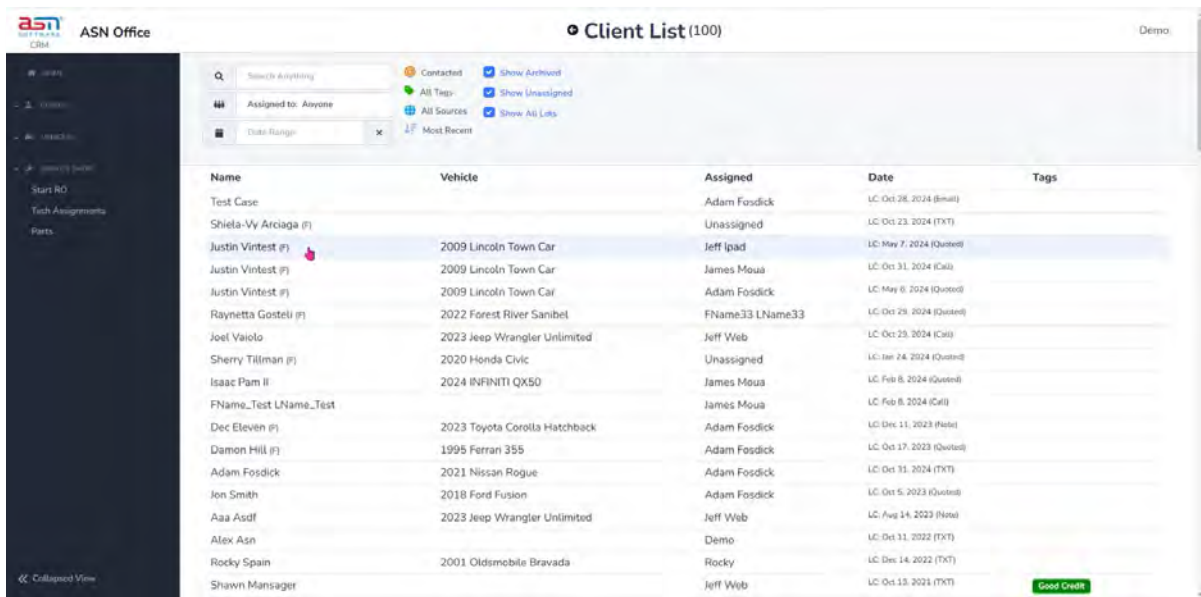 asn
SOFTWARE
CRM
ASN Office
Client List (100)
Demo
Search Anything
Assigned to: Anyone
Date Range
Contacted
All Tags
All Sources
Most Recent
Show Archived
Show Unassigned
Show All Lots
Start RO
Tech Assignments
Parts
Collapsed View
Name Vehicle Assigned Date Tags
Test Case Adam Fosdick LC: Oct 28, 2024 (Email)
Shiela-Vy Arciaga (F) Unassigned LC: Oct 23, 2024 (TXT)
Justin Vintest (F) 2009 Lincoln Town Car Jeff Ipad LC: May 7, 2024 (Quoted)
Justin Vintest (F) 2009 Lincoln Town Car James Moua LC: Oct 31, 2024 (Call)
Justin Vintest (F) 2009 Lincoln Town Car Adam Fosdick LC: May 6, 2024 (Quoted)
Raynetta Gosteli (F) 2022 Forest River Sanibel FName33 LName33 LC: Oct 29, 2024 (Quoted)
Joel Vaiolo 2023 Jeep Wrangler Unlimited Jeff Web LC: Oct 29, 2024 (Call)
Sherry Tillman (F) 2020 Honda Civic Unassigned LC: Jan 24, 2024 (Quoted)
Isaac Pam II 2024 INFINITI QX50 James Moua LC: Feb 8, 2024 (Quoted)
FName_Test LName_Test James Moua LC: Feb 8, 2024 (Call)
Dec Eleven (F) 2023 Toyota Corolla Hatchback Adam Fosdick LC: Dec 11, 2023 (Note)
Damon Hill (F) 1995 Ferrari 355 Adam Fosdick LC: Oct 17, 2023 (Quoted)
Adam Fosdick 2021 Nissan Rogue Adam Fosdick LC: Oct 31, 2024 (TXT)
Jon Smith 2018 Ford Fusion Adam Fosdick LC: Oct 5, 2023 (Quoted)
Aaa Asdf 2023 Jeep Wrangler Unlimited Jeff Web LC: Aug 14, 2023 (Note)
Alex Asn Demo LC: Oct 31, 2022 (TXT)
Rocky Spain 2001 Oldsmobile Bravada Rocky LC: Dec 14, 2022 (TXT)
Shawn Mansager Jeff Web LC: Oct 13, 2021 (TXT) Good Credit